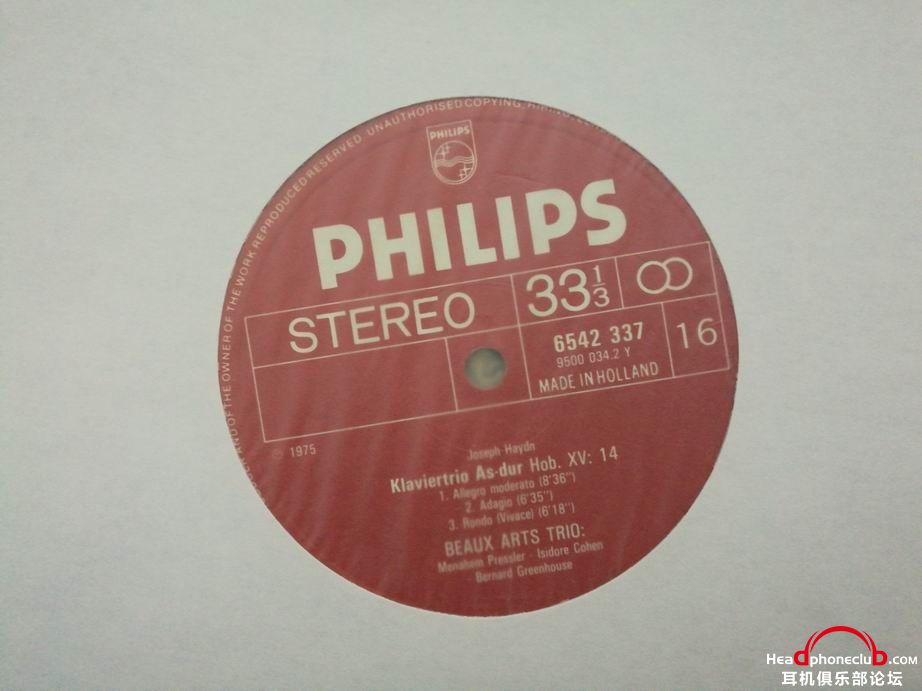 OF THE OWNER OF THE WORK REPRODUCED RESERVED UNAUTHORISED COPYING,
PHILIPS
PHILIPS
STEREO
33 1/3
6542 337
9500 034.2 Y
MADE IN HOLLAND
16
℗ 1975
Joseph Haydn
Klaviertrio As-dur Hob. XV: 14
1. Allegro moderato (8'36'')
2. Adagio (6'35'')
3. Rondo (Vivace) (6'18'')
BEAUX ARTS TRIO:
Menahem Pressler · Isidore Cohen
Bernard Greenhouse
HeadphoneclubD.COM
耳机俱乐部论坛